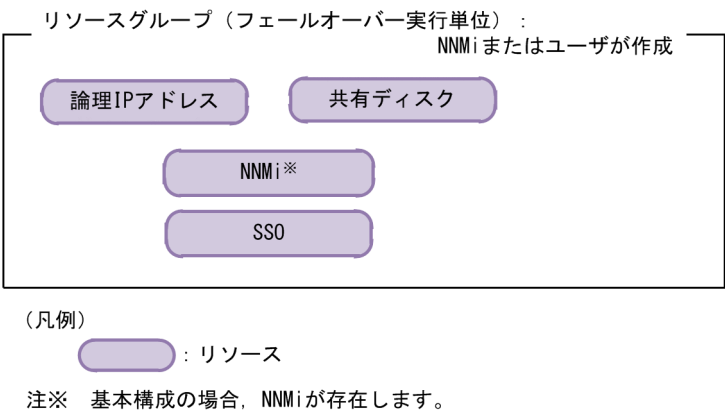 リソースグループ（フェールオーバー実行単位）：
NNMiまたはユーザが作成
論理IPアドレス
共有ディスク
NNMi※
SSO
（凡例）
：リソース
注※　基本構成の場合，NNMiが存在します。